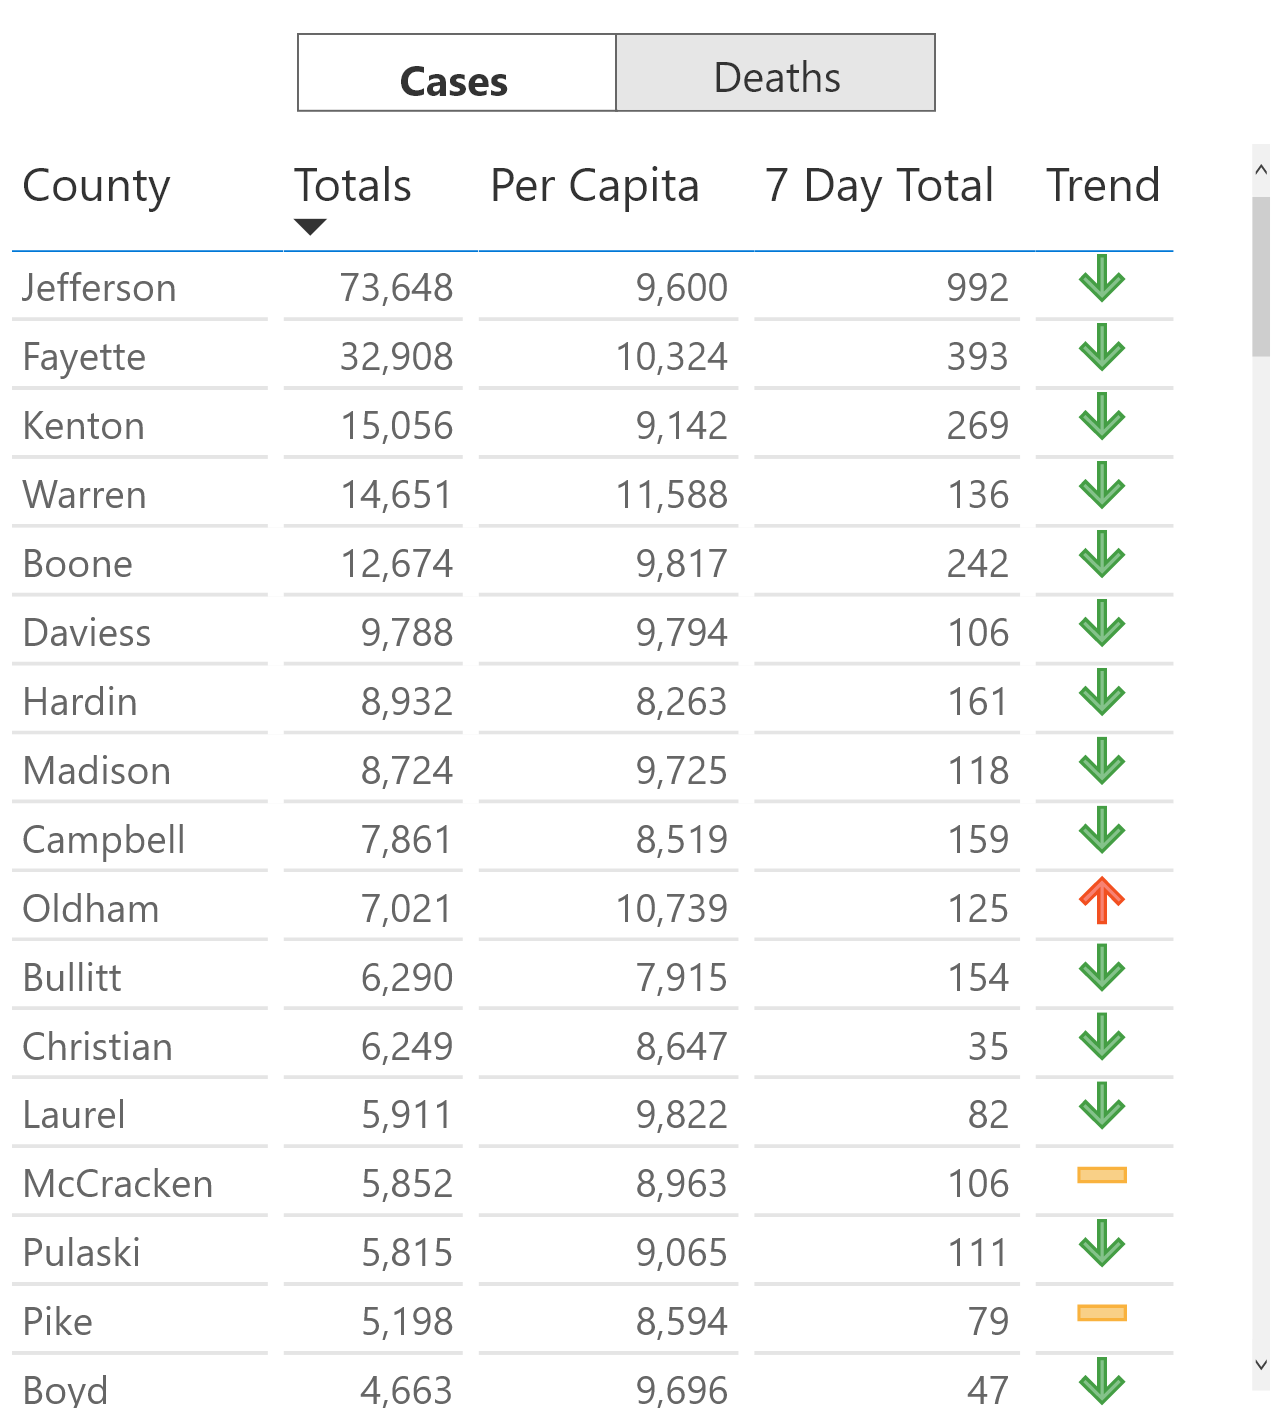 Cases Deaths
County Totals Per Capita 7 Day Total Trend
Jefferson 73,648 9,600 992
Fayette 32,908 10,324 393
Kenton 15,056 9,142 269
Warren 14,651 11,588 136
Boone 12,674 9,817 242
Daviess 9,788 9,794 106
Hardin 8,932 8,263 161
Madison 8,724 9,725 118
Campbell 7,861 8,519 159
Oldham 7,021 10,739 125
Bullitt 6,290 7,915 154
Christian 6,249 8,647 35
Laurel 5,911 9,822 82
McCracken 5,852 8,963 106
Pulaski 5,815 9,065 111
Pike 5,198 8,594 79
Boyd 4,663 9,696 47